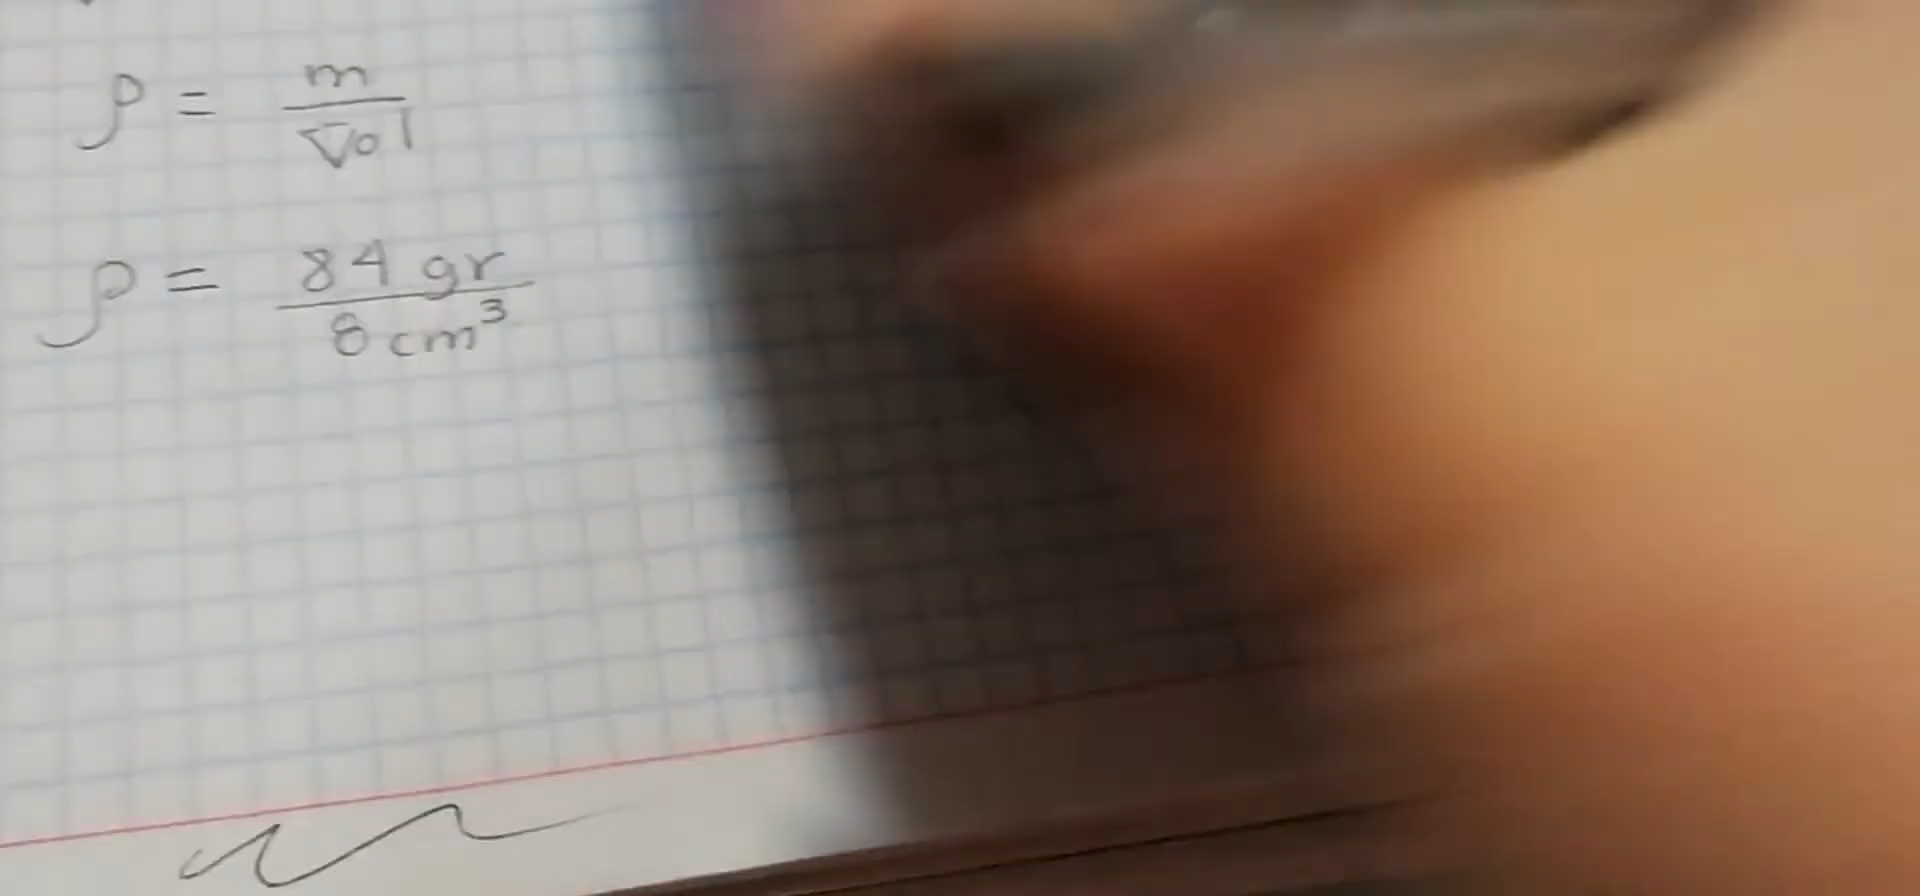 ρ = m/Vol
ρ = 84 gr/8 cm³